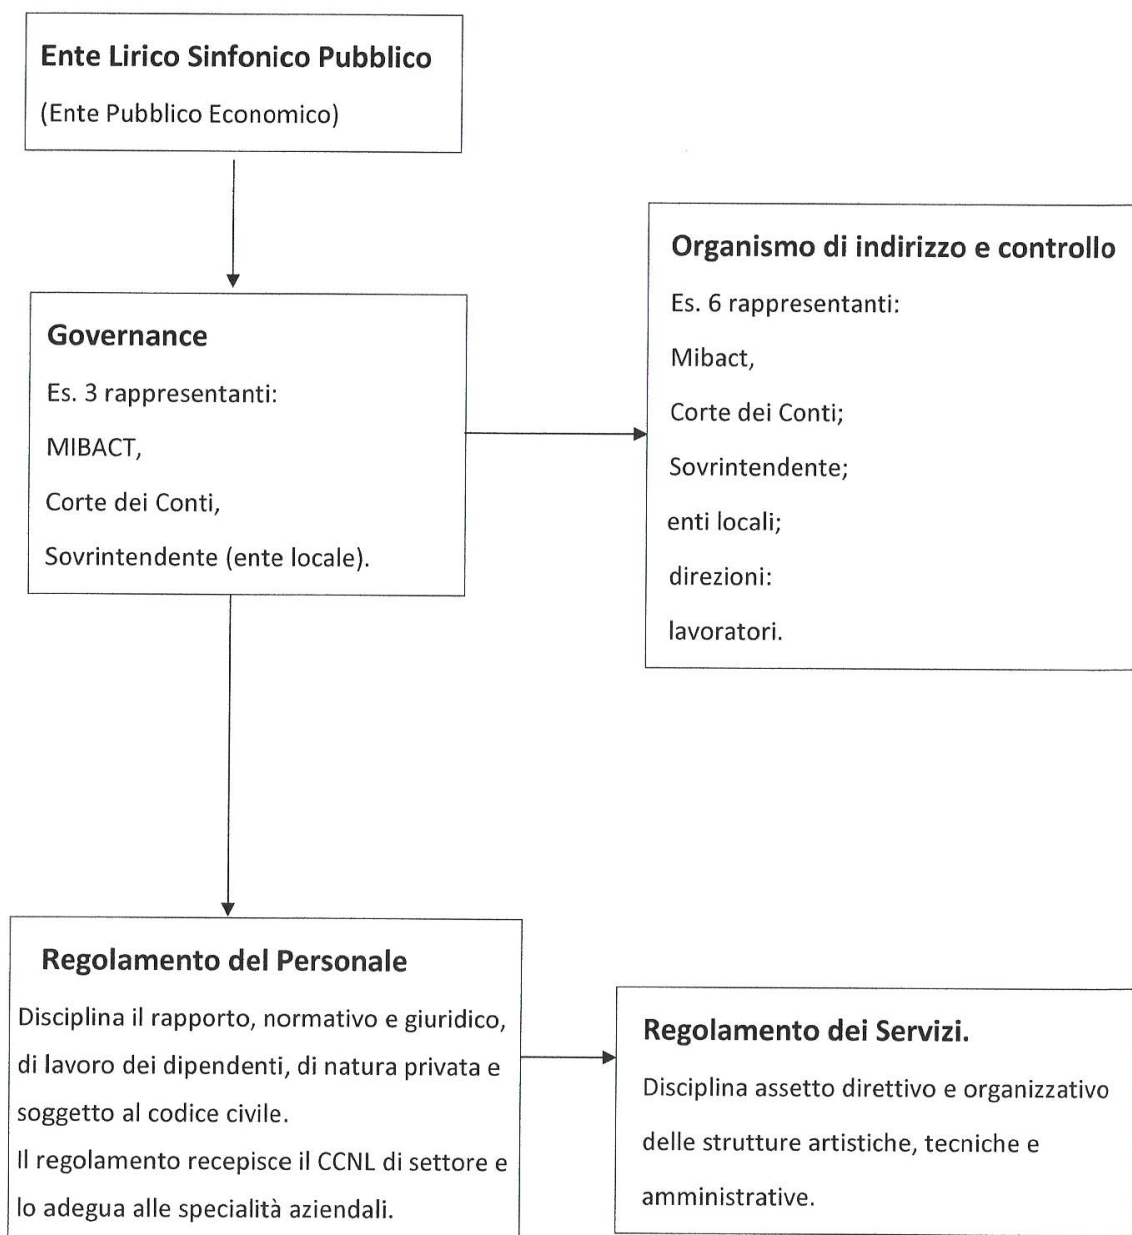 Ente Lirico Sinfonico Pubblico
(Ente Pubblico Economico)
Governance
Es. 3 rappresentanti:
MIBACT,
Corte dei Conti,
Sovrintendente (ente locale).
Organismo di indirizzo e controllo
Es. 6 rappresentanti:
Mibact,
Corte dei Conti;
Sovrintendente;
enti locali;
direzioni:
lavoratori.
Regolamento del Personale
Disciplina il rapporto, normativo e giuridico,
di lavoro dei dipendenti, di natura privata e
soggetto al codice civile.
Il regolamento recepisce il CCNL di settore e
lo adegua alle specialità aziendali.
Regolamento dei Servizi.
Disciplina assetto direttivo e organizzativo
delle strutture artistiche, tecniche e
amministrative.